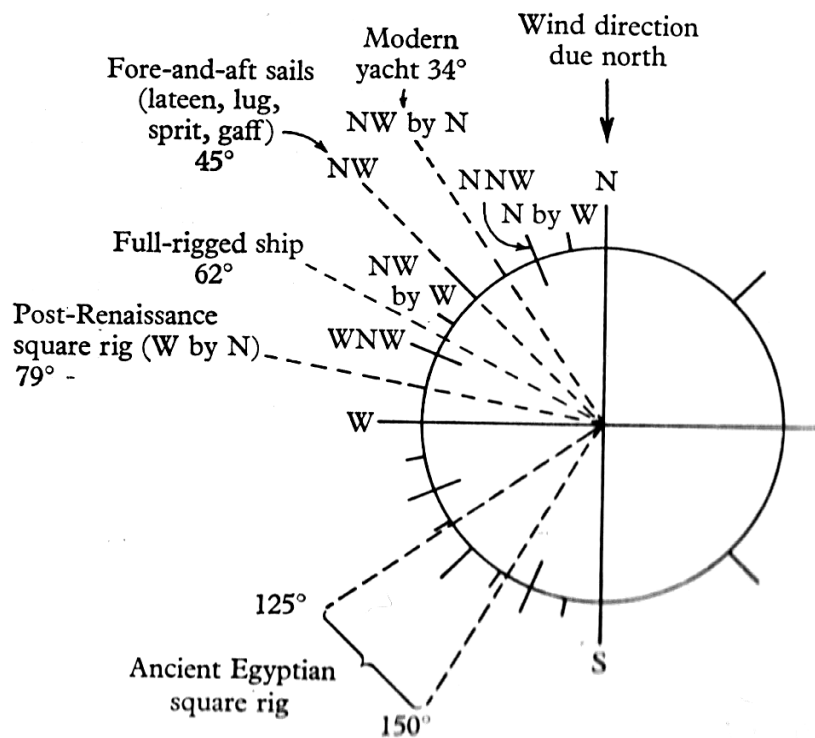 Wind direction
due north
Modern
yacht 34°
Fore-and-aft sails
(lateen, lug,
sprit, gaff)
45°
NW by N
NW
NNW
N
N by W
Full-rigged ship
62°
NW
by W
Post-Renaissance
square rig (W by N)
79° -
WNW
W
125°
Ancient Egyptian
square rig
150°
S